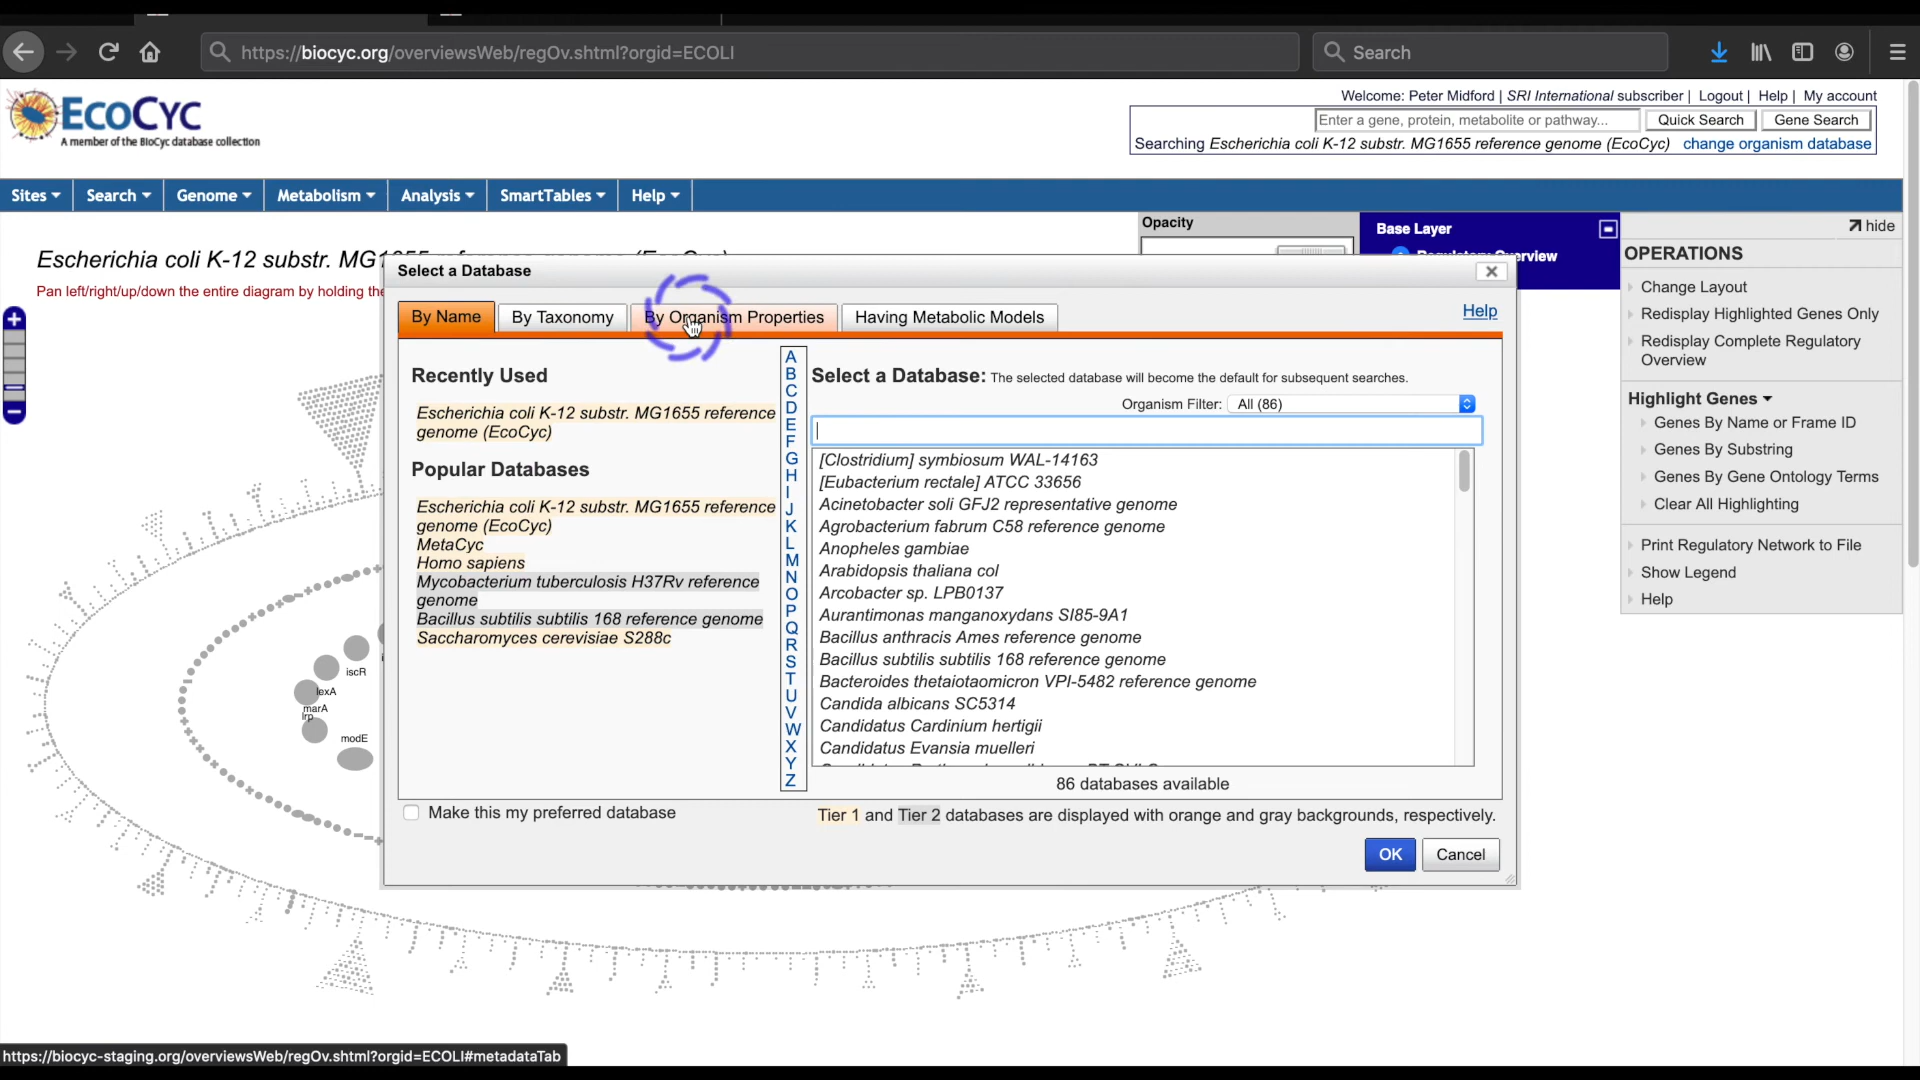 https://biocyc.org/overviewsWeb/regOv.shtml?orgid=ECOLI
Search
EcoCyc
A member of the BioCyc database collection
Welcome: Peter Midford | SRI International subscriber | Logout | Help | My account
Enter a gene, protein, metabolite or pathway...
Quick Search
Gene Search
Searching Escherichia coli K-12 substr. MG1655 reference genome (EcoCyc) change organism database
Sites
Search
Genome
Metabolism
Analysis
SmartTables
Help
Opacity
Base Layer
hide
OPERATIONS
Change Layout
Redisplay Highlighted Genes Only
Redisplay Complete Regulatory
Overview
Highlight Genes
Genes By Name or Frame ID
Genes By Substring
Genes By Gene Ontology Terms
Clear All Highlighting
Print Regulatory Network to File
Show Legend
Help
Escherichia coli K-12 substr.
Pan left/right/up/down the entire diagram by holding the
Select a Database
By Name
By Taxonomy
By Organism Properties
Having Metabolic Models
Help
Recently Used
Escherichia coli K-12 substr. MG1655 reference
genome (EcoCyc)
Popular Databases
Escherichia coli K-12 substr. MG1655 reference
genome (EcoCyc)
MetaCyc
Homo sapiens
Mycobacterium tuberculosis H37Rv reference
genome
Bacillus subtilis subtilis 168 reference genome
Saccharomyces cerevisiae S288c
A
B
C
D
E
F
G
H
I
J
K
L
M
N
O
P
Q
R
S
T
U
V
W
X
Y
Z
Select a Database: The selected database will become the default for subsequent searches.
Organism Filter: All (86)
[Clostridium] symbiosum WAL-14163
[Eubacterium rectale] ATCC 33656
Acinetobacter soli GFJ2 representative genome
Agrobacterium fabrum C58 reference genome
Anopheles gambiae
Arabidopsis thaliana col
Arcobacter sp. LPB0137
Aurantimonas manganoxydans SI85-9A1
Bacillus anthracis Ames reference genome
Bacillus subtilis subtilis 168 reference genome
Bacteroides thetaiotaomicron VPI-5482 reference genome
Candida albicans SC5314
Candidatus Cardinium hertigii
Candidatus Evansia muelleri
86 databases available
Make this my preferred database
Tier 1 and Tier 2 databases are displayed with orange and gray backgrounds, respectively.
OK
Cancel
iscR
lexA
marA
lrp
modE
https://biocyc-staging.org/overviewsWeb/regOv.shtml?orgid=ECOLI#metadataTab